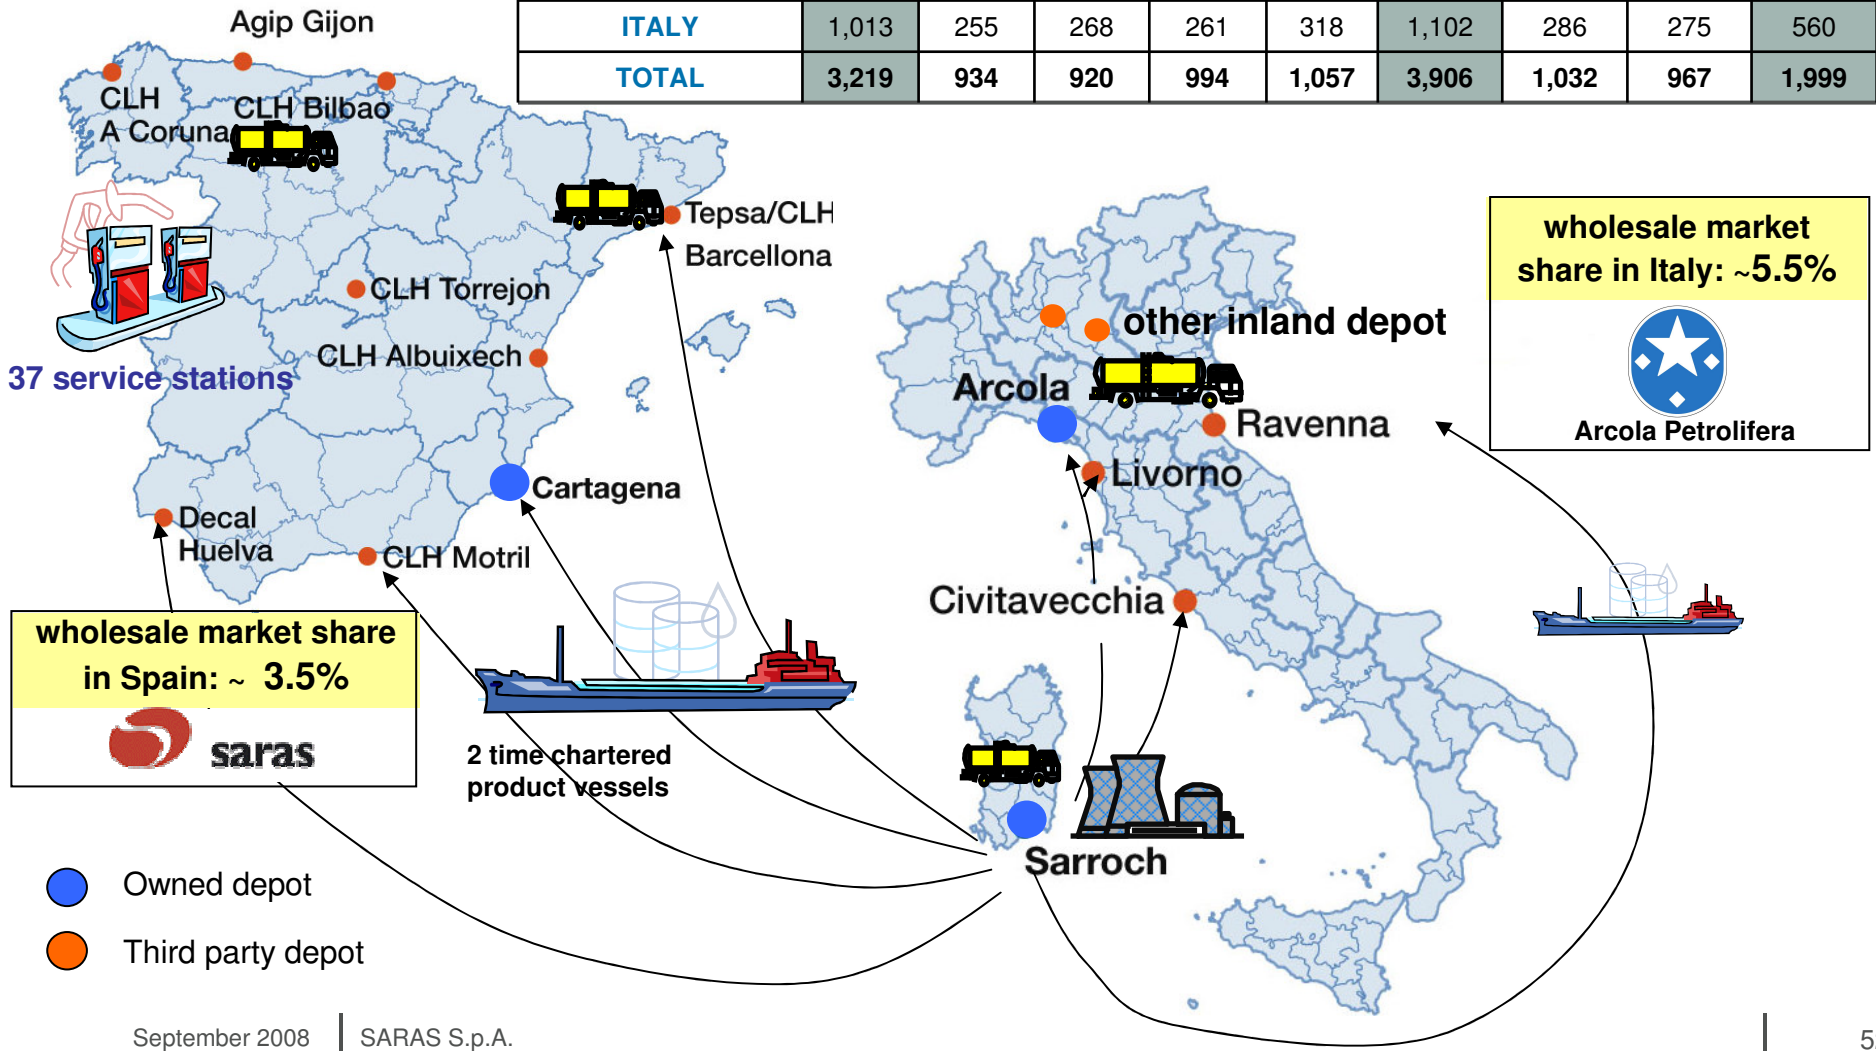 ITALY 1,013 255 268 261 318 1,102 286 275 560
TOTAL 3,219 934 920 994 1,057 3,906 1,032 967 1,999
Agip Gijon
CLH
A Coruna
CLH Bilbao
Tepsa/CLH
Barcellona
CLH Torrejon
CLH Albuixech
37 service stations
Cartagena
Decal
Huelva
CLH Motril
wholesale market share
in Spain: ~ 3.5%
saras
2 time chartered
product vessels
wholesale market
share in Italy: ~5.5%
Arcola Petrolifera
other inland depot
Arcola
Ravenna
Livorno
Civitavecchia
Sarroch
Owned depot
Third party depot
September 2008 SARAS S.p.A. 5